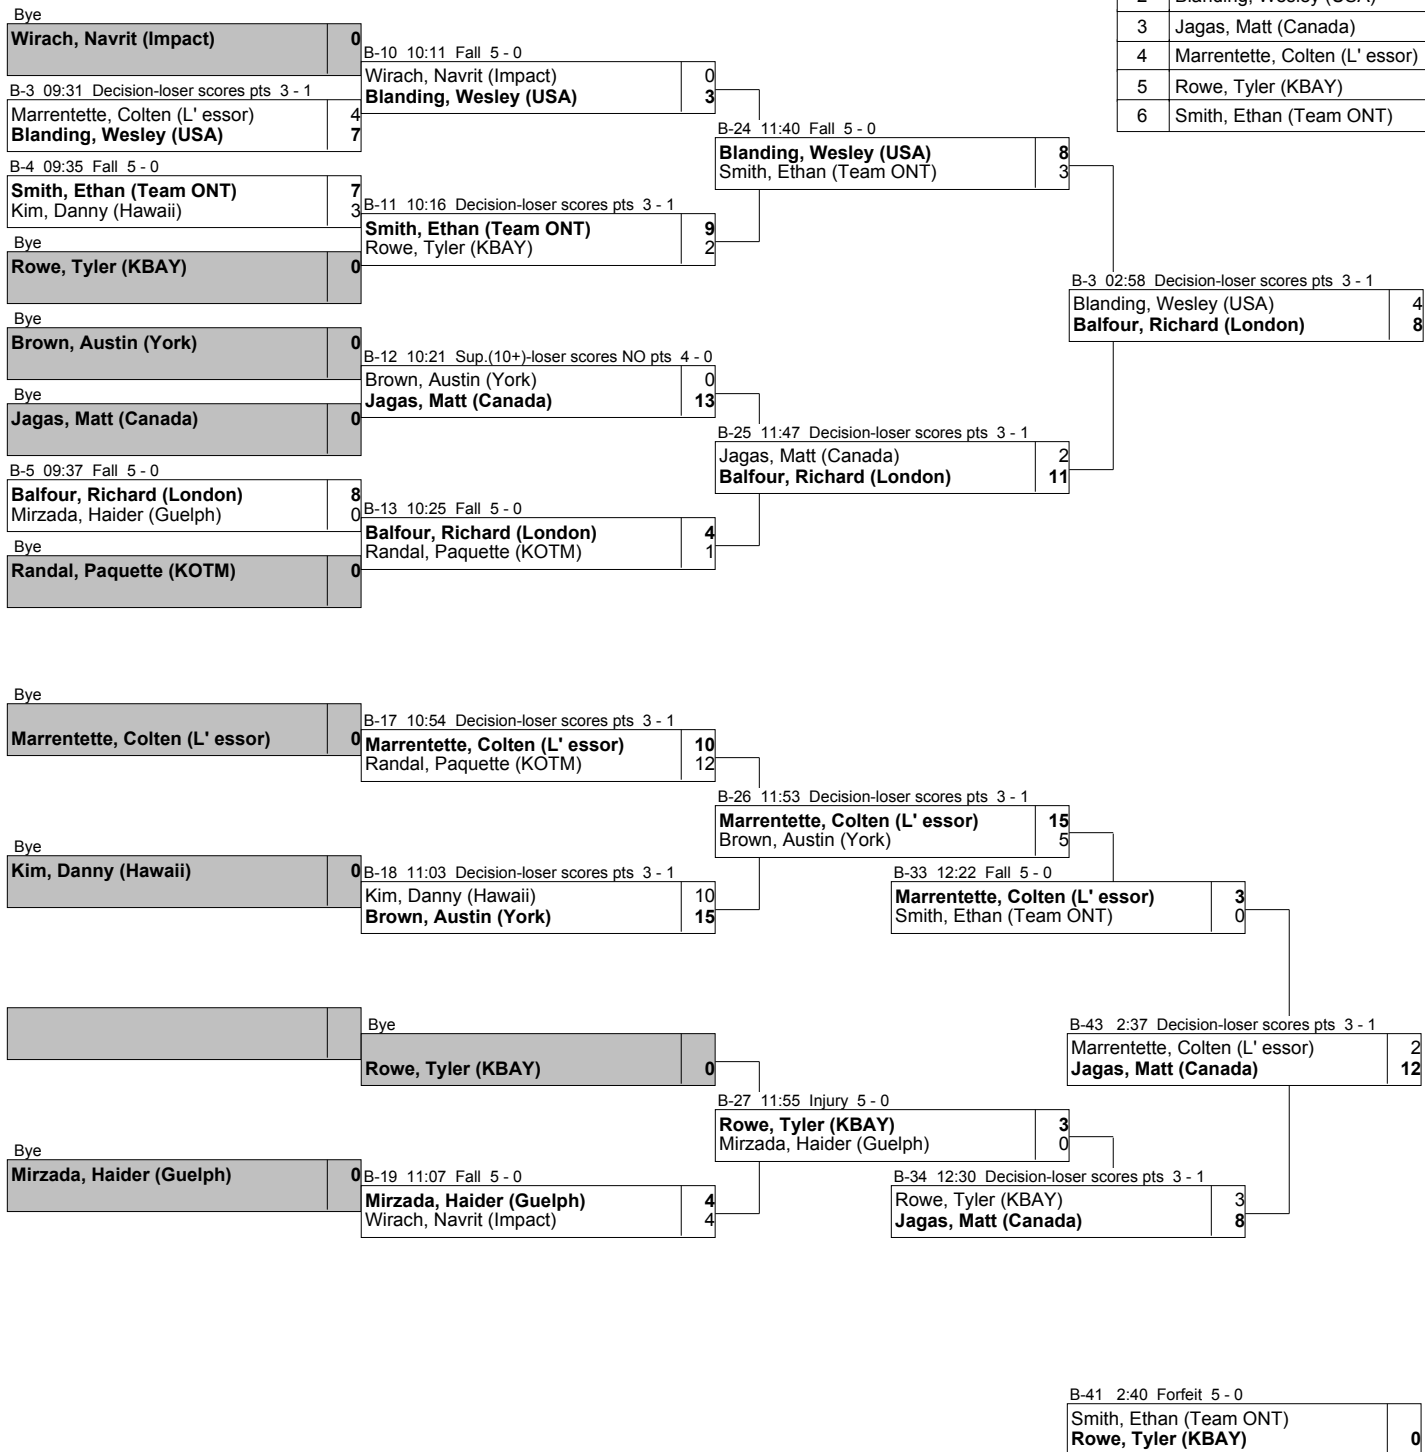 2 Blanding, Wesley (USA)
3 Jagas, Matt (Canada)
4 Marrentette, Colten (L' essor)
5 Rowe, Tyler (KBAY)
6 Smith, Ethan (Team ONT)
Bye
Wirach, Navrit (Impact) 0
B-3 09:31 Decision-loser scores pts 3 - 1
Marrentette, Colten (L' essor) 4
Blanding, Wesley (USA) 7
B-4 09:35 Fall 5 - 0
Smith, Ethan (Team ONT) 7
Kim, Danny (Hawaii) 3
Bye
Rowe, Tyler (KBAY) 0
Bye
Brown, Austin (York) 0
Bye
Jagas, Matt (Canada) 0
B-5 09:37 Fall 5 - 0
Balfour, Richard (London) 8
Mirzada, Haider (Guelph) 0
Bye
Randal, Paquette (KOTM) 0
B-10 10:11 Fall 5 - 0
Wirach, Navrit (Impact) 0
Blanding, Wesley (USA) 3
B-11 10:16 Decision-loser scores pts 3 - 1
Smith, Ethan (Team ONT) 9
Rowe, Tyler (KBAY) 2
B-12 10:21 Sup.(10+)-loser scores NO pts 4 - 0
Brown, Austin (York) 0
Jagas, Matt (Canada) 13
B-13 10:25 Fall 5 - 0
Balfour, Richard (London) 4
Randal, Paquette (KOTM) 1
B-24 11:40 Fall 5 - 0
Blanding, Wesley (USA) 8
Smith, Ethan (Team ONT) 3
B-25 11:47 Decision-loser scores pts 3 - 1
Jagas, Matt (Canada) 2
Balfour, Richard (London) 11
B-3 02:58 Decision-loser scores pts 3 - 1
Blanding, Wesley (USA) 4
Balfour, Richard (London) 8
Bye
Marrentette, Colten (L' essor) 0
Bye
Kim, Danny (Hawaii) 0
Bye
Mirzada, Haider (Guelph) 0
B-17 10:54 Decision-loser scores pts 3 - 1
Marrentette, Colten (L' essor) 10
Randal, Paquette (KOTM) 12
B-18 11:03 Decision-loser scores pts 3 - 1
Kim, Danny (Hawaii) 10
Brown, Austin (York) 15
Bye
Rowe, Tyler (KBAY) 0
B-19 11:07 Fall 5 - 0
Mirzada, Haider (Guelph) 4
Wirach, Navrit (Impact) 4
B-26 11:53 Decision-loser scores pts 3 - 1
Marrentette, Colten (L' essor) 15
Brown, Austin (York) 5
B-27 11:55 Injury 5 - 0
Rowe, Tyler (KBAY) 3
Mirzada, Haider (Guelph) 0
B-33 12:22 Fall 5 - 0
Marrentette, Colten (L' essor) 3
Smith, Ethan (Team ONT) 0
B-34 12:30 Decision-loser scores pts 3 - 1
Rowe, Tyler (KBAY) 3
Jagas, Matt (Canada) 8
B-43 2:37 Decision-loser scores pts 3 - 1
Marrentette, Colten (L' essor) 2
Jagas, Matt (Canada) 12
B-41 2:40 Forfeit 5 - 0
Smith, Ethan (Team ONT)
Rowe, Tyler (KBAY) 0